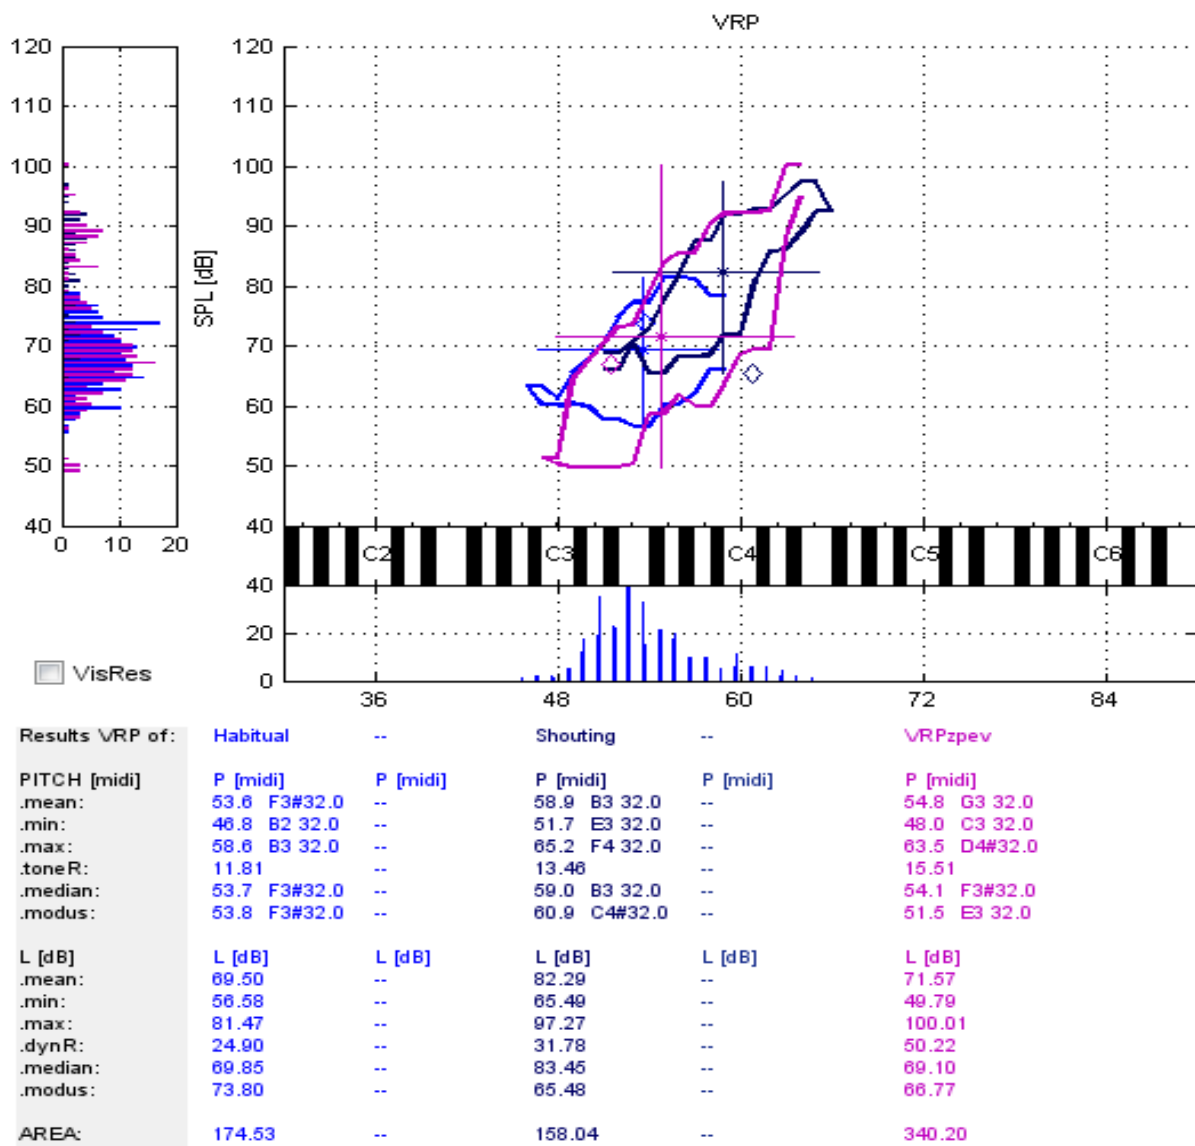 VRP
120
110
100
90
80
70
60
50
40
0 10 20
SPL [dB]
120
110
100
90
80
70
60
50
40
C2 C3 C4 C5 C6
40
20
0
36 48 60 72 84
VisRes
Results VRP of: Habitual -- Shouting -- VRPzpev
PITCH [midi] P [midi] P [midi] P [midi] P [midi] P [midi]
.mean: 53.6 F3#32.0 -- 58.9 B3 32.0 -- 54.8 G3 32.0
.min: 46.8 B2 32.0 -- 51.7 E3 32.0 -- 48.0 C3 32.0
.max: 58.6 B3 32.0 -- 65.2 F4 32.0 -- 63.5 D4#32.0
.toneR: 11.81 -- 13.46 -- 15.51
.median: 53.7 F3#32.0 -- 59.0 B3 32.0 -- 54.1 F3#32.0
.modus: 53.8 F3#32.0 -- 60.9 C4#32.0 -- 51.5 E3 32.0
L [dB] L [dB] L [dB] L [dB] L [dB] L [dB]
.mean: 69.50 -- 82.29 -- 71.57
.min: 56.58 -- 65.49 -- 49.79
.max: 81.47 -- 97.27 -- 100.01
.dynR: 24.90 -- 31.78 -- 50.22
.median: 69.85 -- 83.45 -- 69.10
.modus: 73.80 -- 65.48 -- 66.77
AREA: 174.53 -- 158.04 -- 340.20